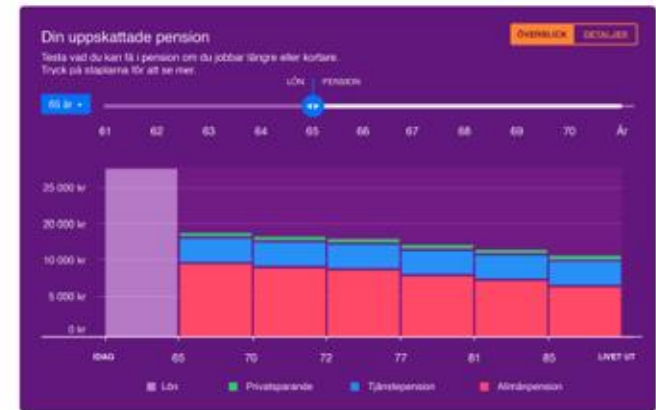 Din uppskattade pension
ÖVERBLICK DETALJER
Testa vad du kan få i pension om du jobbar längre eller kortare.
Tryck på staplarna för att se mer.
LÖN PENSION
65 år
61 62 63 64 65 66 67 68 69 70 År
25 000 kr
20 000 kr
10 000 kr
5 000 kr
0 kr
IDAG 65 70 72 77 81 85 LIVET UT
Lön Privatsparande Tjänstepension Allmänpension